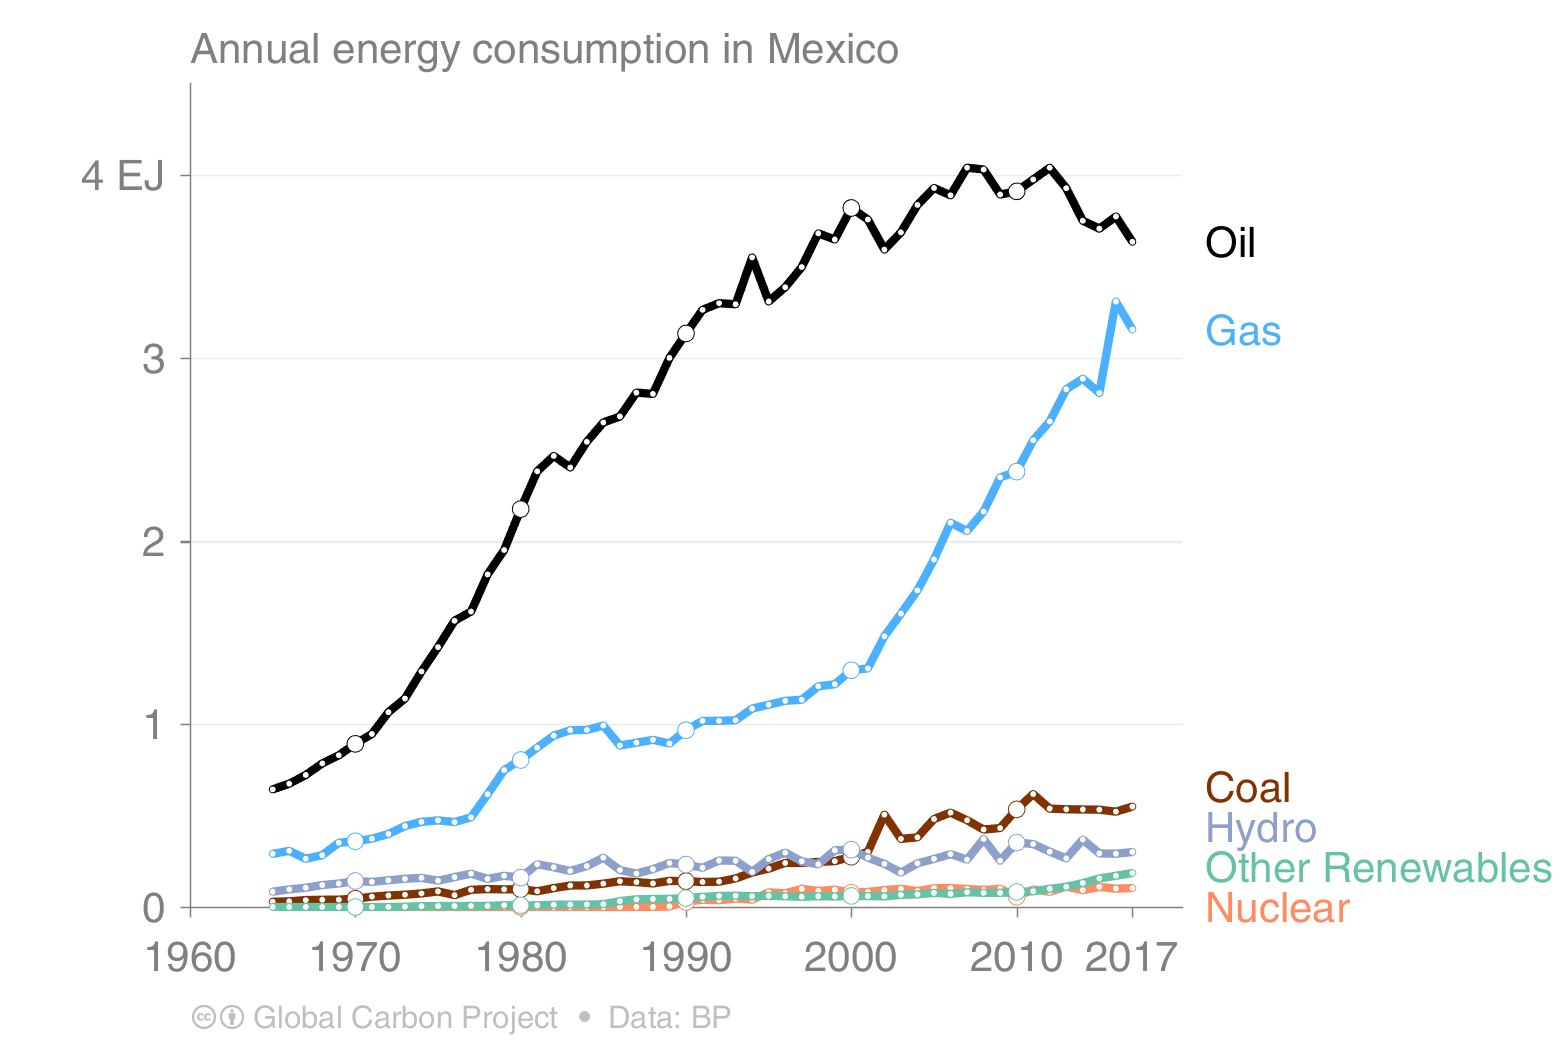 Annual energy consumption in Mexico
4 EJ
3
2
1
0
Oil
Gas
Coal
Hydro
Other Renewables
Nuclear
1960 1970 1980 1990 2000 2010 2017
cc Global Carbon Project • Data: BP